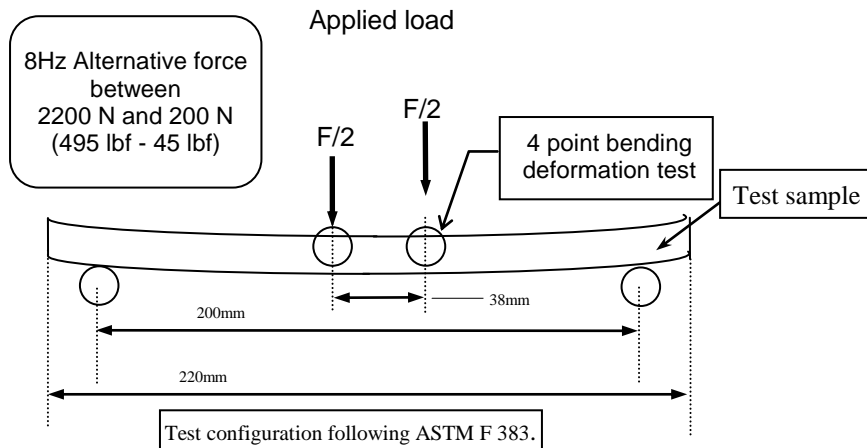 Applied load
8Hz Alternative force
between
2200 N and 200 N
(495 lbf - 45 lbf)
F/2
F/2
4 point bending
deformation test
Test sample
38mm
200mm
220mm
Test configuration following ASTM F 383.